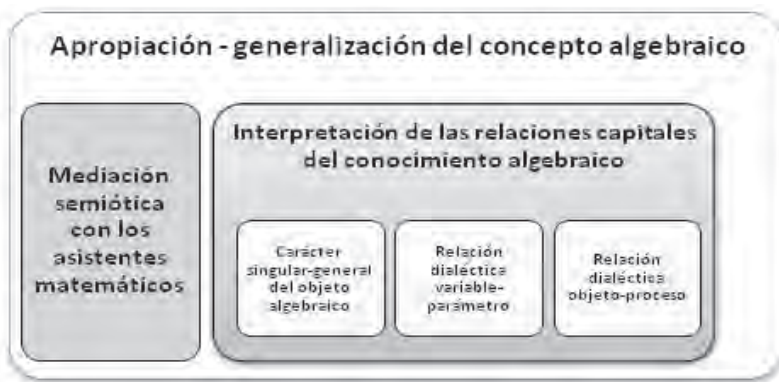 Apropiación - generalización del concepto algebraico
Mediación
semiótica
con los
asistentes
matemáticos
Interpretación de las relaciones capitales
del conocimiento algebraico
Carácter
singular-general
del objeto
algebraico
Relación
dialéctica
variable-
parámetro
Relación
dialéctica
objeto-proceso